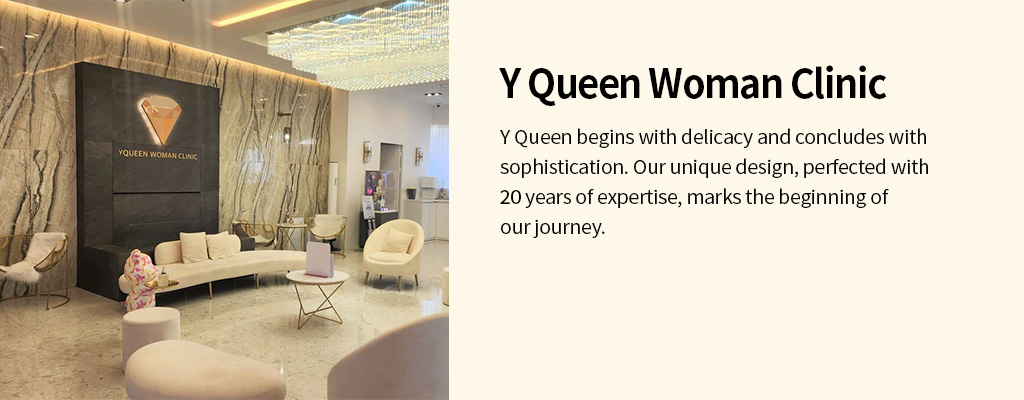 YQUEEN WOMAN CLINIC
Y Queen Woman Clinic
Y Queen begins with delicacy and concludes with
sophistication. Our unique design, perfected with
20 years of expertise, marks the beginning of
our journey.